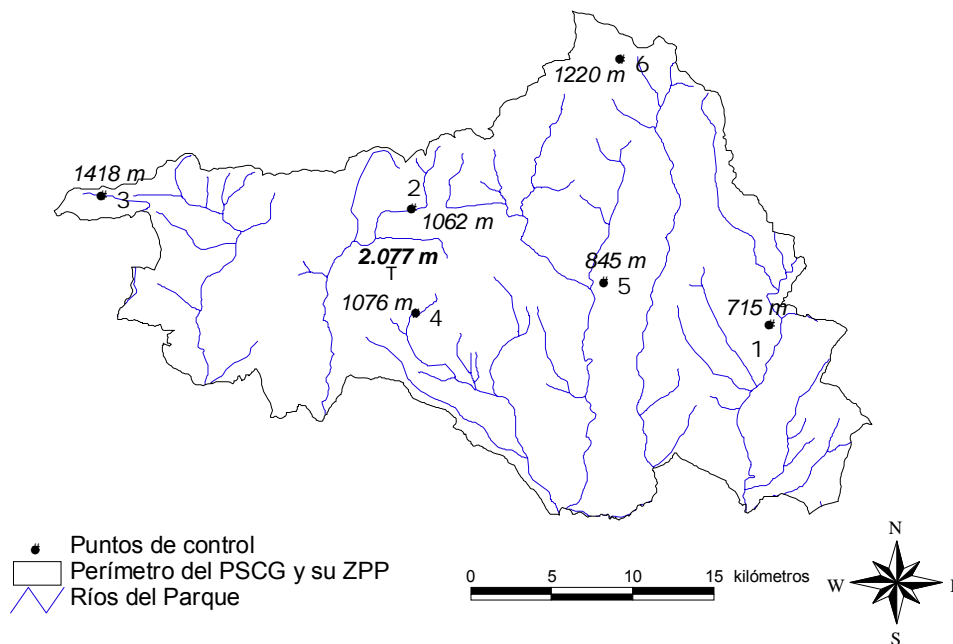 1220 m
6
1418 m
3
2
1062 m
2.077 m
T
845 m
5
1076 m
4
715 m
1
Puntos de control
Perímetro del PSCG y su ZPP
Ríos del Parque
0 5 10 15 kilómetros
N
W
S